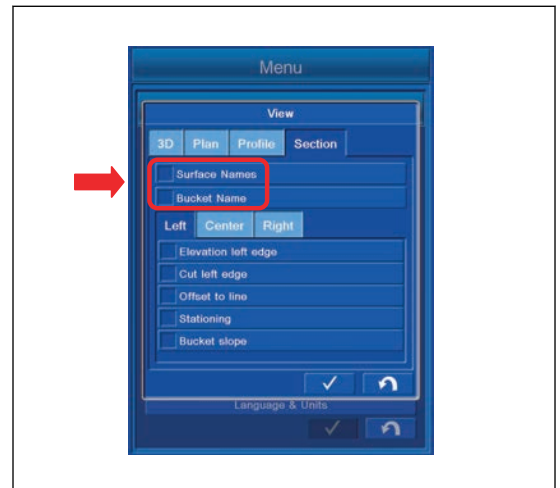 Menu
View
3D Plan Profile Section
Surface Names
Bucket Name
Left Center Right
Elevation left edge
Cut left edge
Offset to line
Stationing
Bucket slope
Language & Units